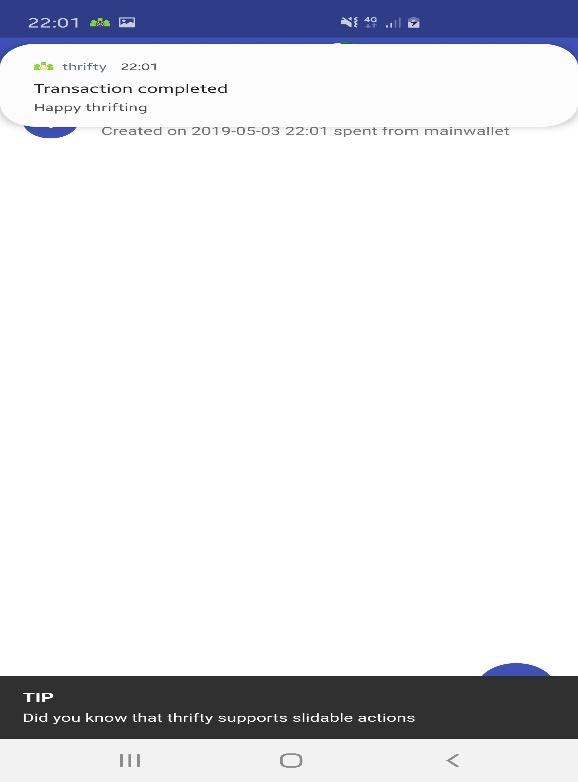 22:01
4G
thrifty 22:01
Transaction completed
Happy thrifting
Created on 2019-05-03 22:01 spent from mainwallet
TIP
Did you know that thrifty supports slidable actions